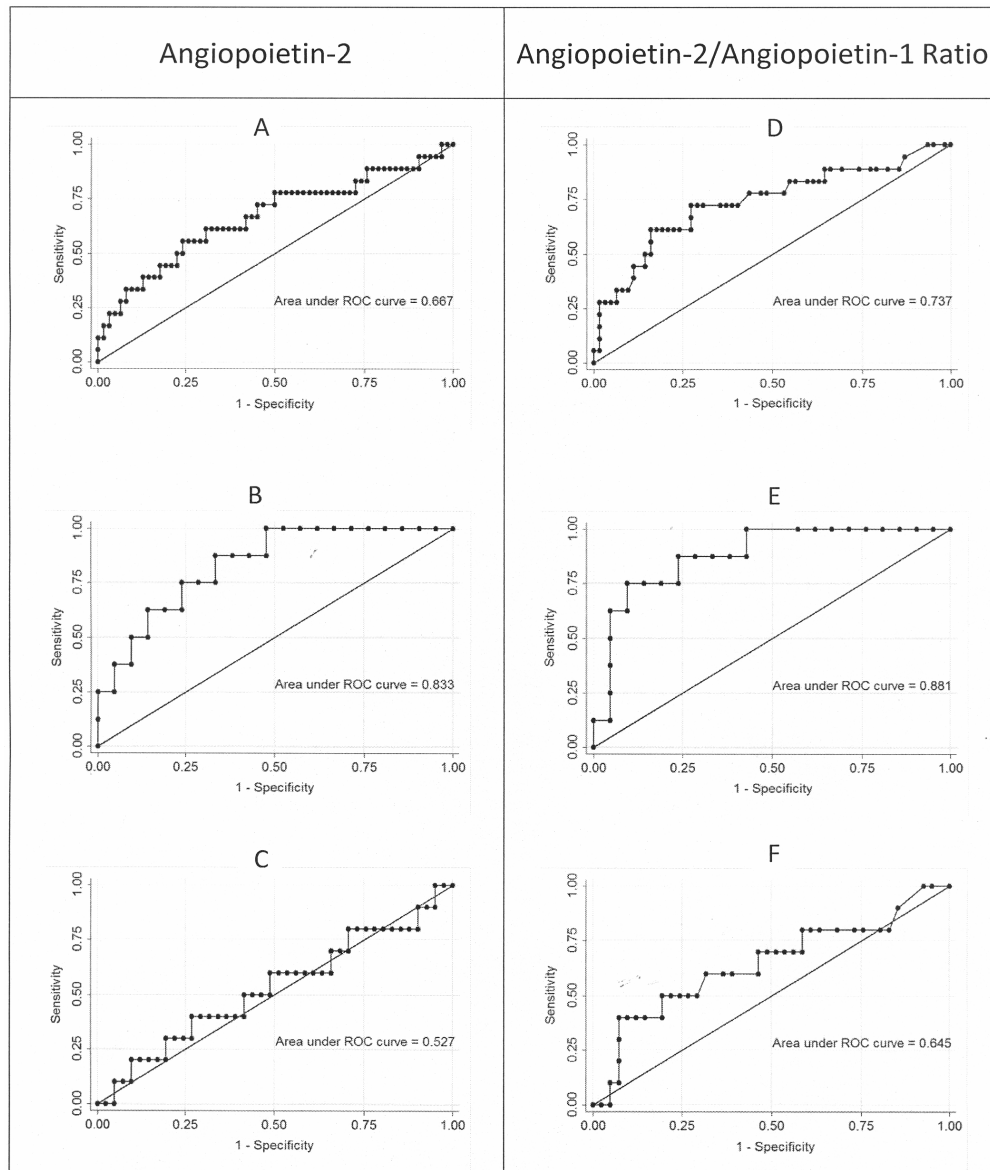 Angiopoietin-2
Angiopoietin-2/Angiopoietin-1 Ratio
A
Sensitivity
0.00 0.25 0.50 0.75 1.00
Area under ROC curve = 0.667
0.00 0.25 0.50 0.75 1.00
1 - Specificity
D
Sensitivity
0.00 0.25 0.50 0.75 1.00
Area under ROC curve = 0.737
0.00 0.25 0.50 0.75 1.00
1 - Specificity
B
Sensitivity
0.00 0.25 0.50 0.75 1.00
Area under ROC curve = 0.833
0.00 0.25 0.50 0.75 1.00
1 - Specificity
E
Sensitivity
0.00 0.25 0.50 0.75 1.00
Area under ROC curve = 0.881
0.00 0.25 0.50 0.75 1.00
1 - Specificity
C
Sensitivity
0.00 0.25 0.50 0.75 1.00
Area under ROC curve = 0.527
0.00 0.25 0.50 0.75 1.00
1 - Specificity
F
Sensitivity
0.00 0.25 0.50 0.75 1.00
Area under ROC curve = 0.645
0.00 0.25 0.50 0.75 1.00
1 - Specificity